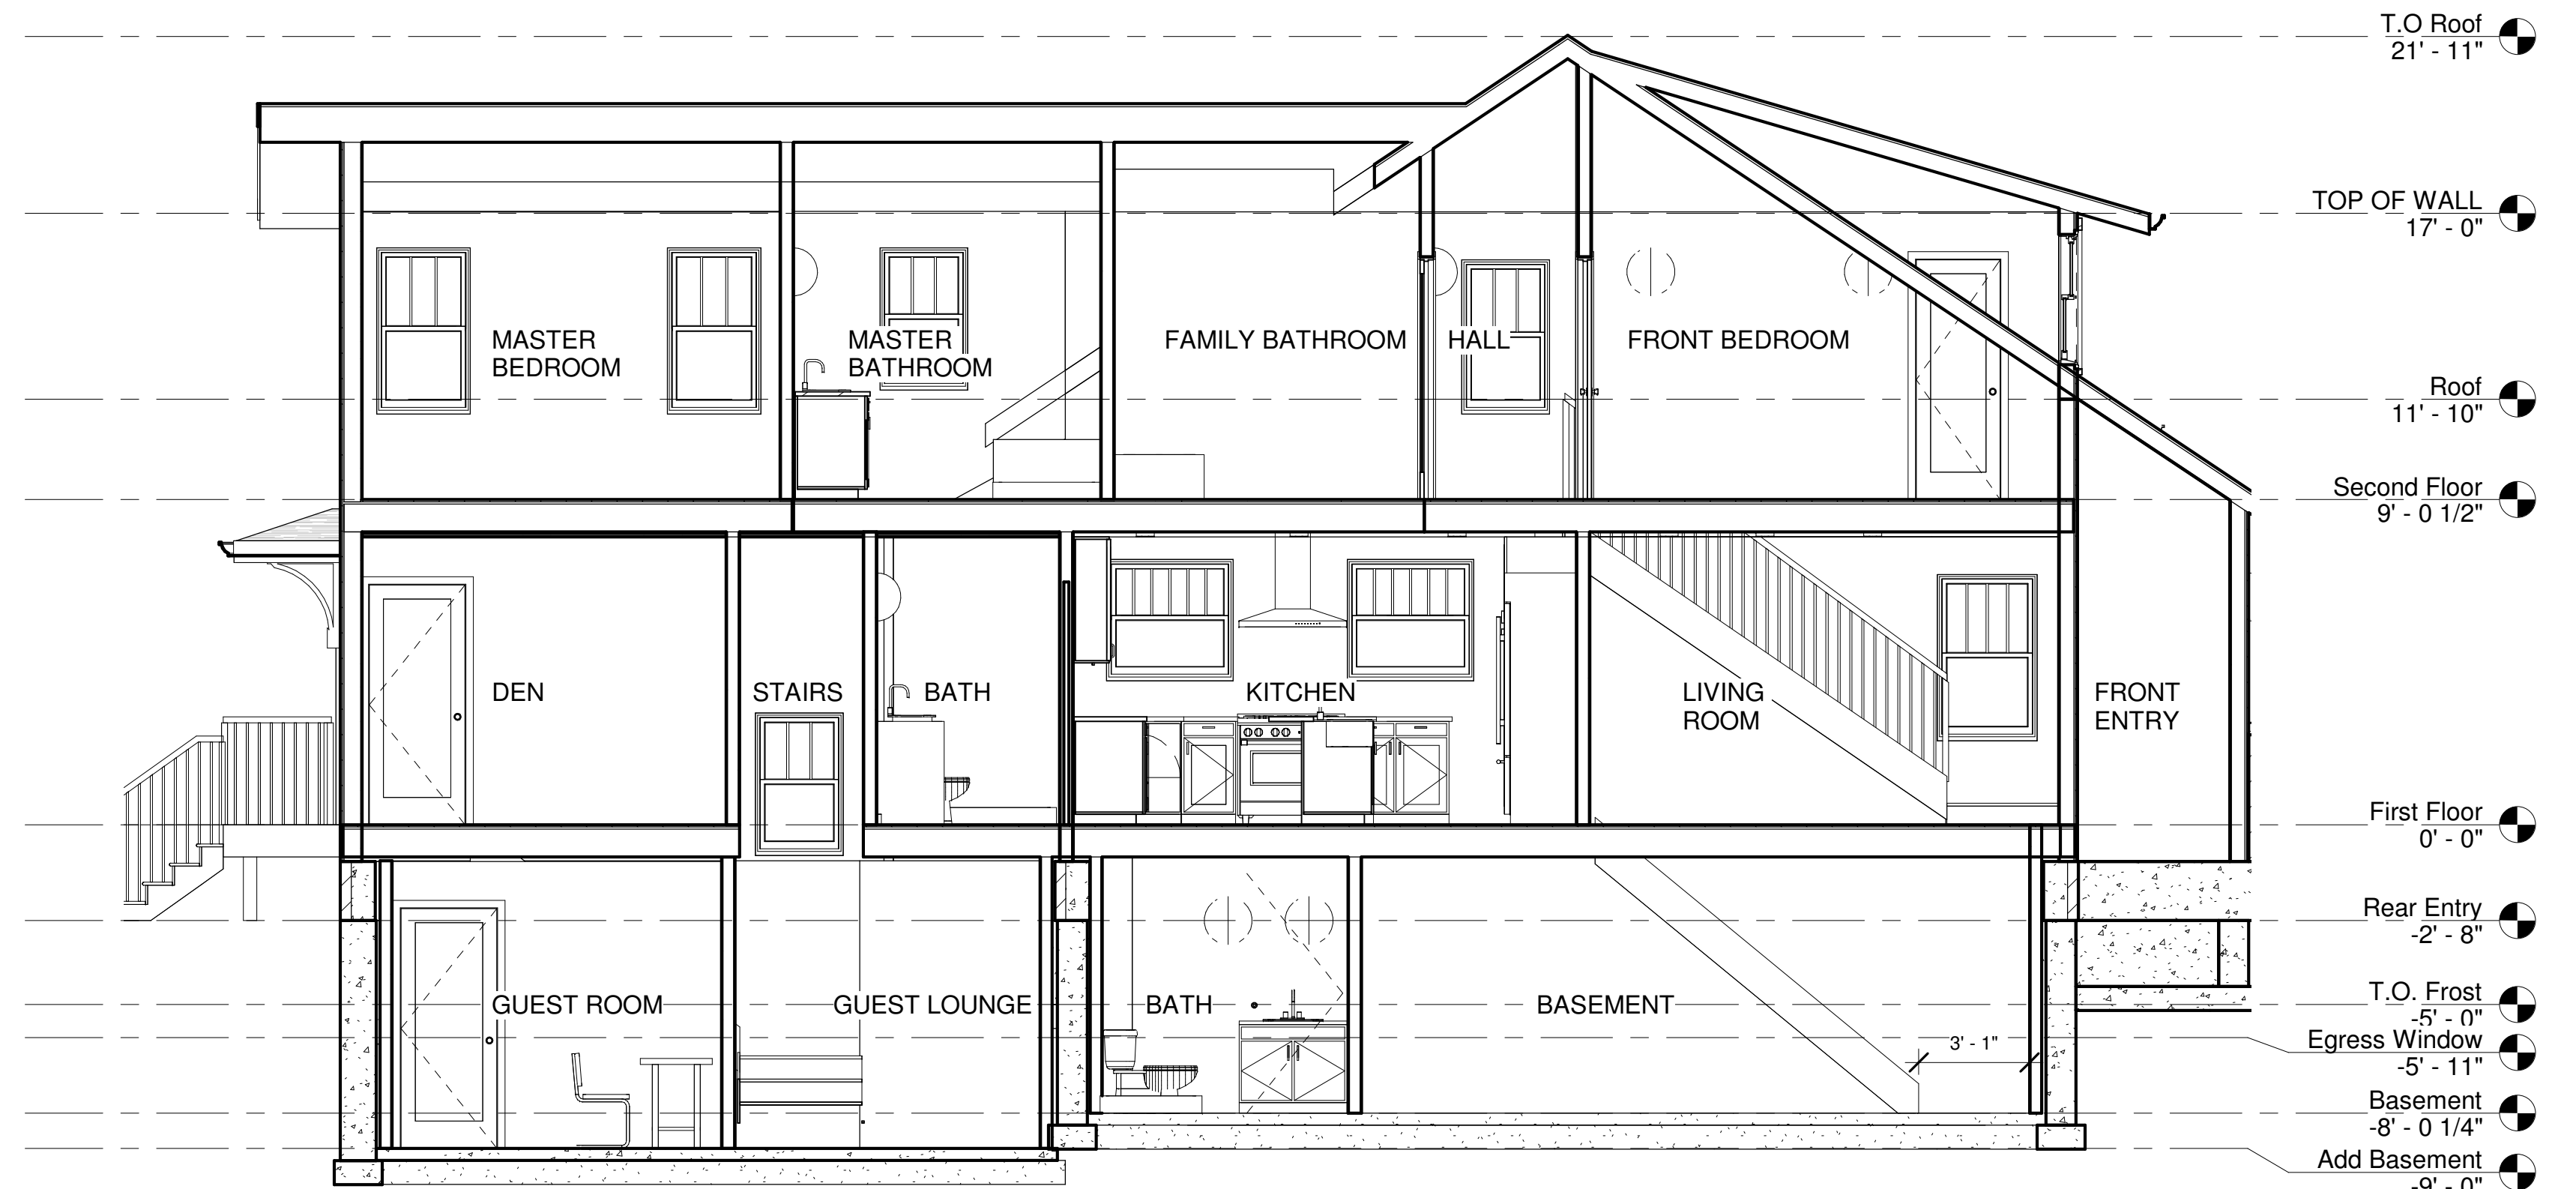 T.O Roof
21' - 11"
TOP OF WALL
17' - 0"
MASTER
BEDROOM
MASTER
BATHROOM
FAMILY BATHROOM
HALL
FRONT BEDROOM
Roof
11' - 10"
Second Floor
9' - 0 1/2"
DEN
STAIRS
BATH
KITCHEN
LIVING
ROOM
FRONT
ENTRY
First Floor
0' - 0"
Rear Entry
-2' - 8"
GUEST ROOM
GUEST LOUNGE
BATH
BASEMENT
T.O. Frost
-5' - 0"
3' - 1"
Egress Window
-5' - 11"
Basement
-8' - 0 1/4"
Add Basement
-9' - 0"